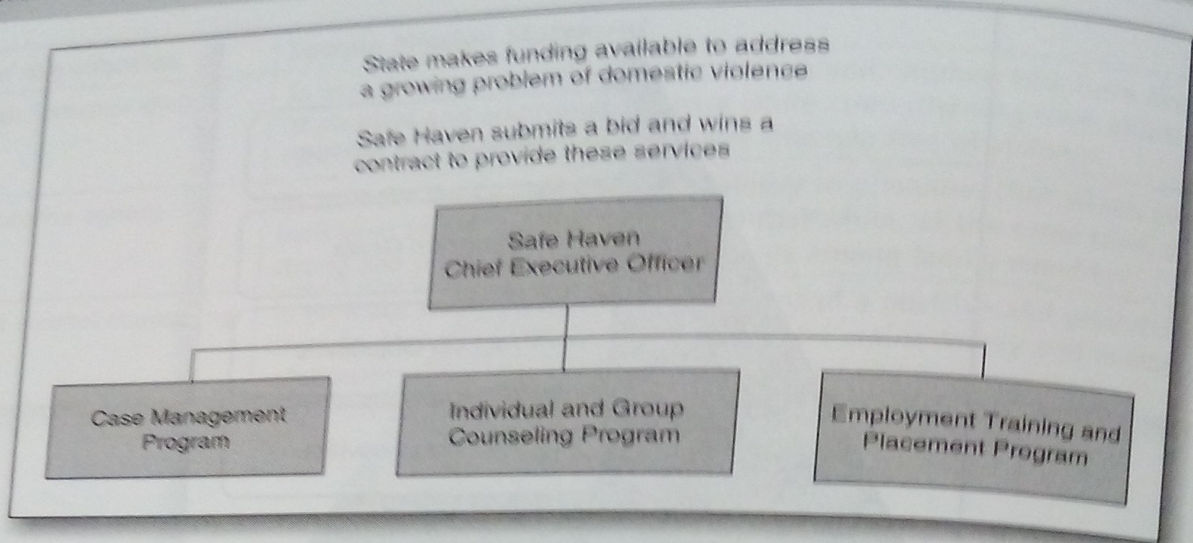 State makes funding available to address
a growing problem of domestic violence
Safe Haven submits a bid and wins a
contract to provide these services
Safe Haven
Chief Executive Officer
Case Management
Program
Individual and Group
Counseling Program
Employment Training and
Placement Program